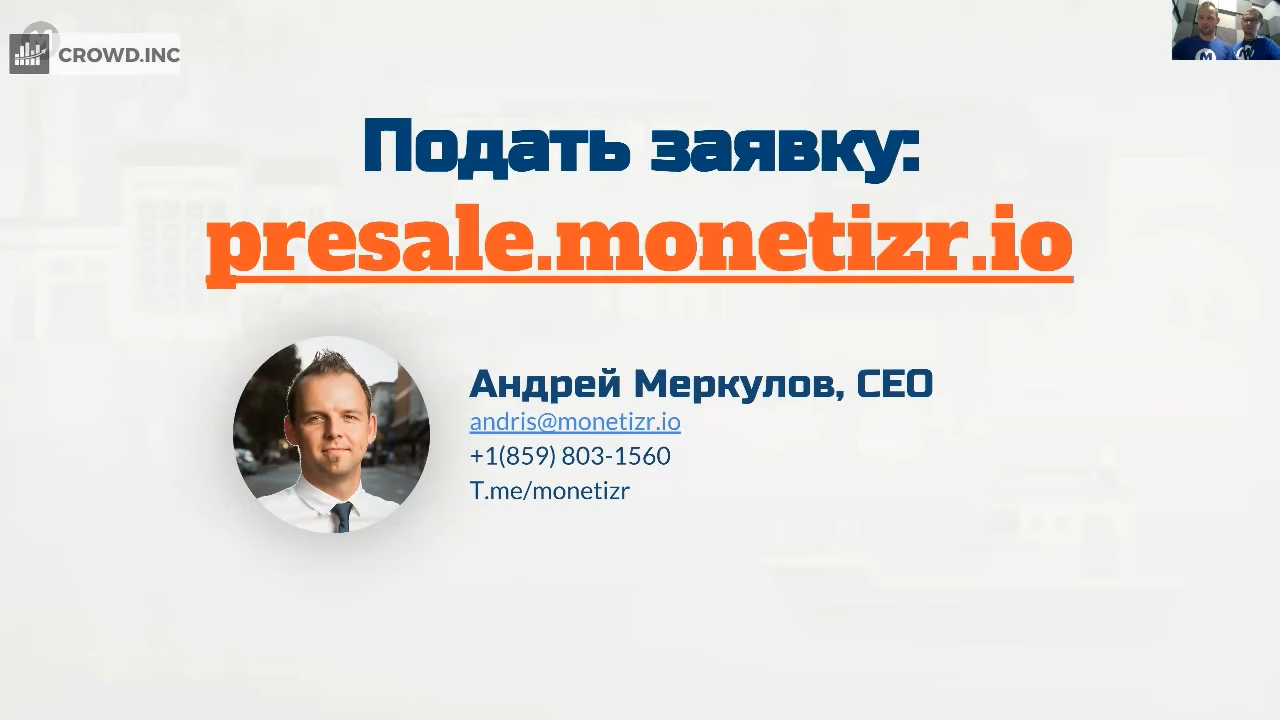 CROWD.INC
Подать заявку:
presale.monetizr.io
Андрей Меркулов, CEO
andris@monetizr.io
+1(859) 803-1560
T.me/monetizr
M